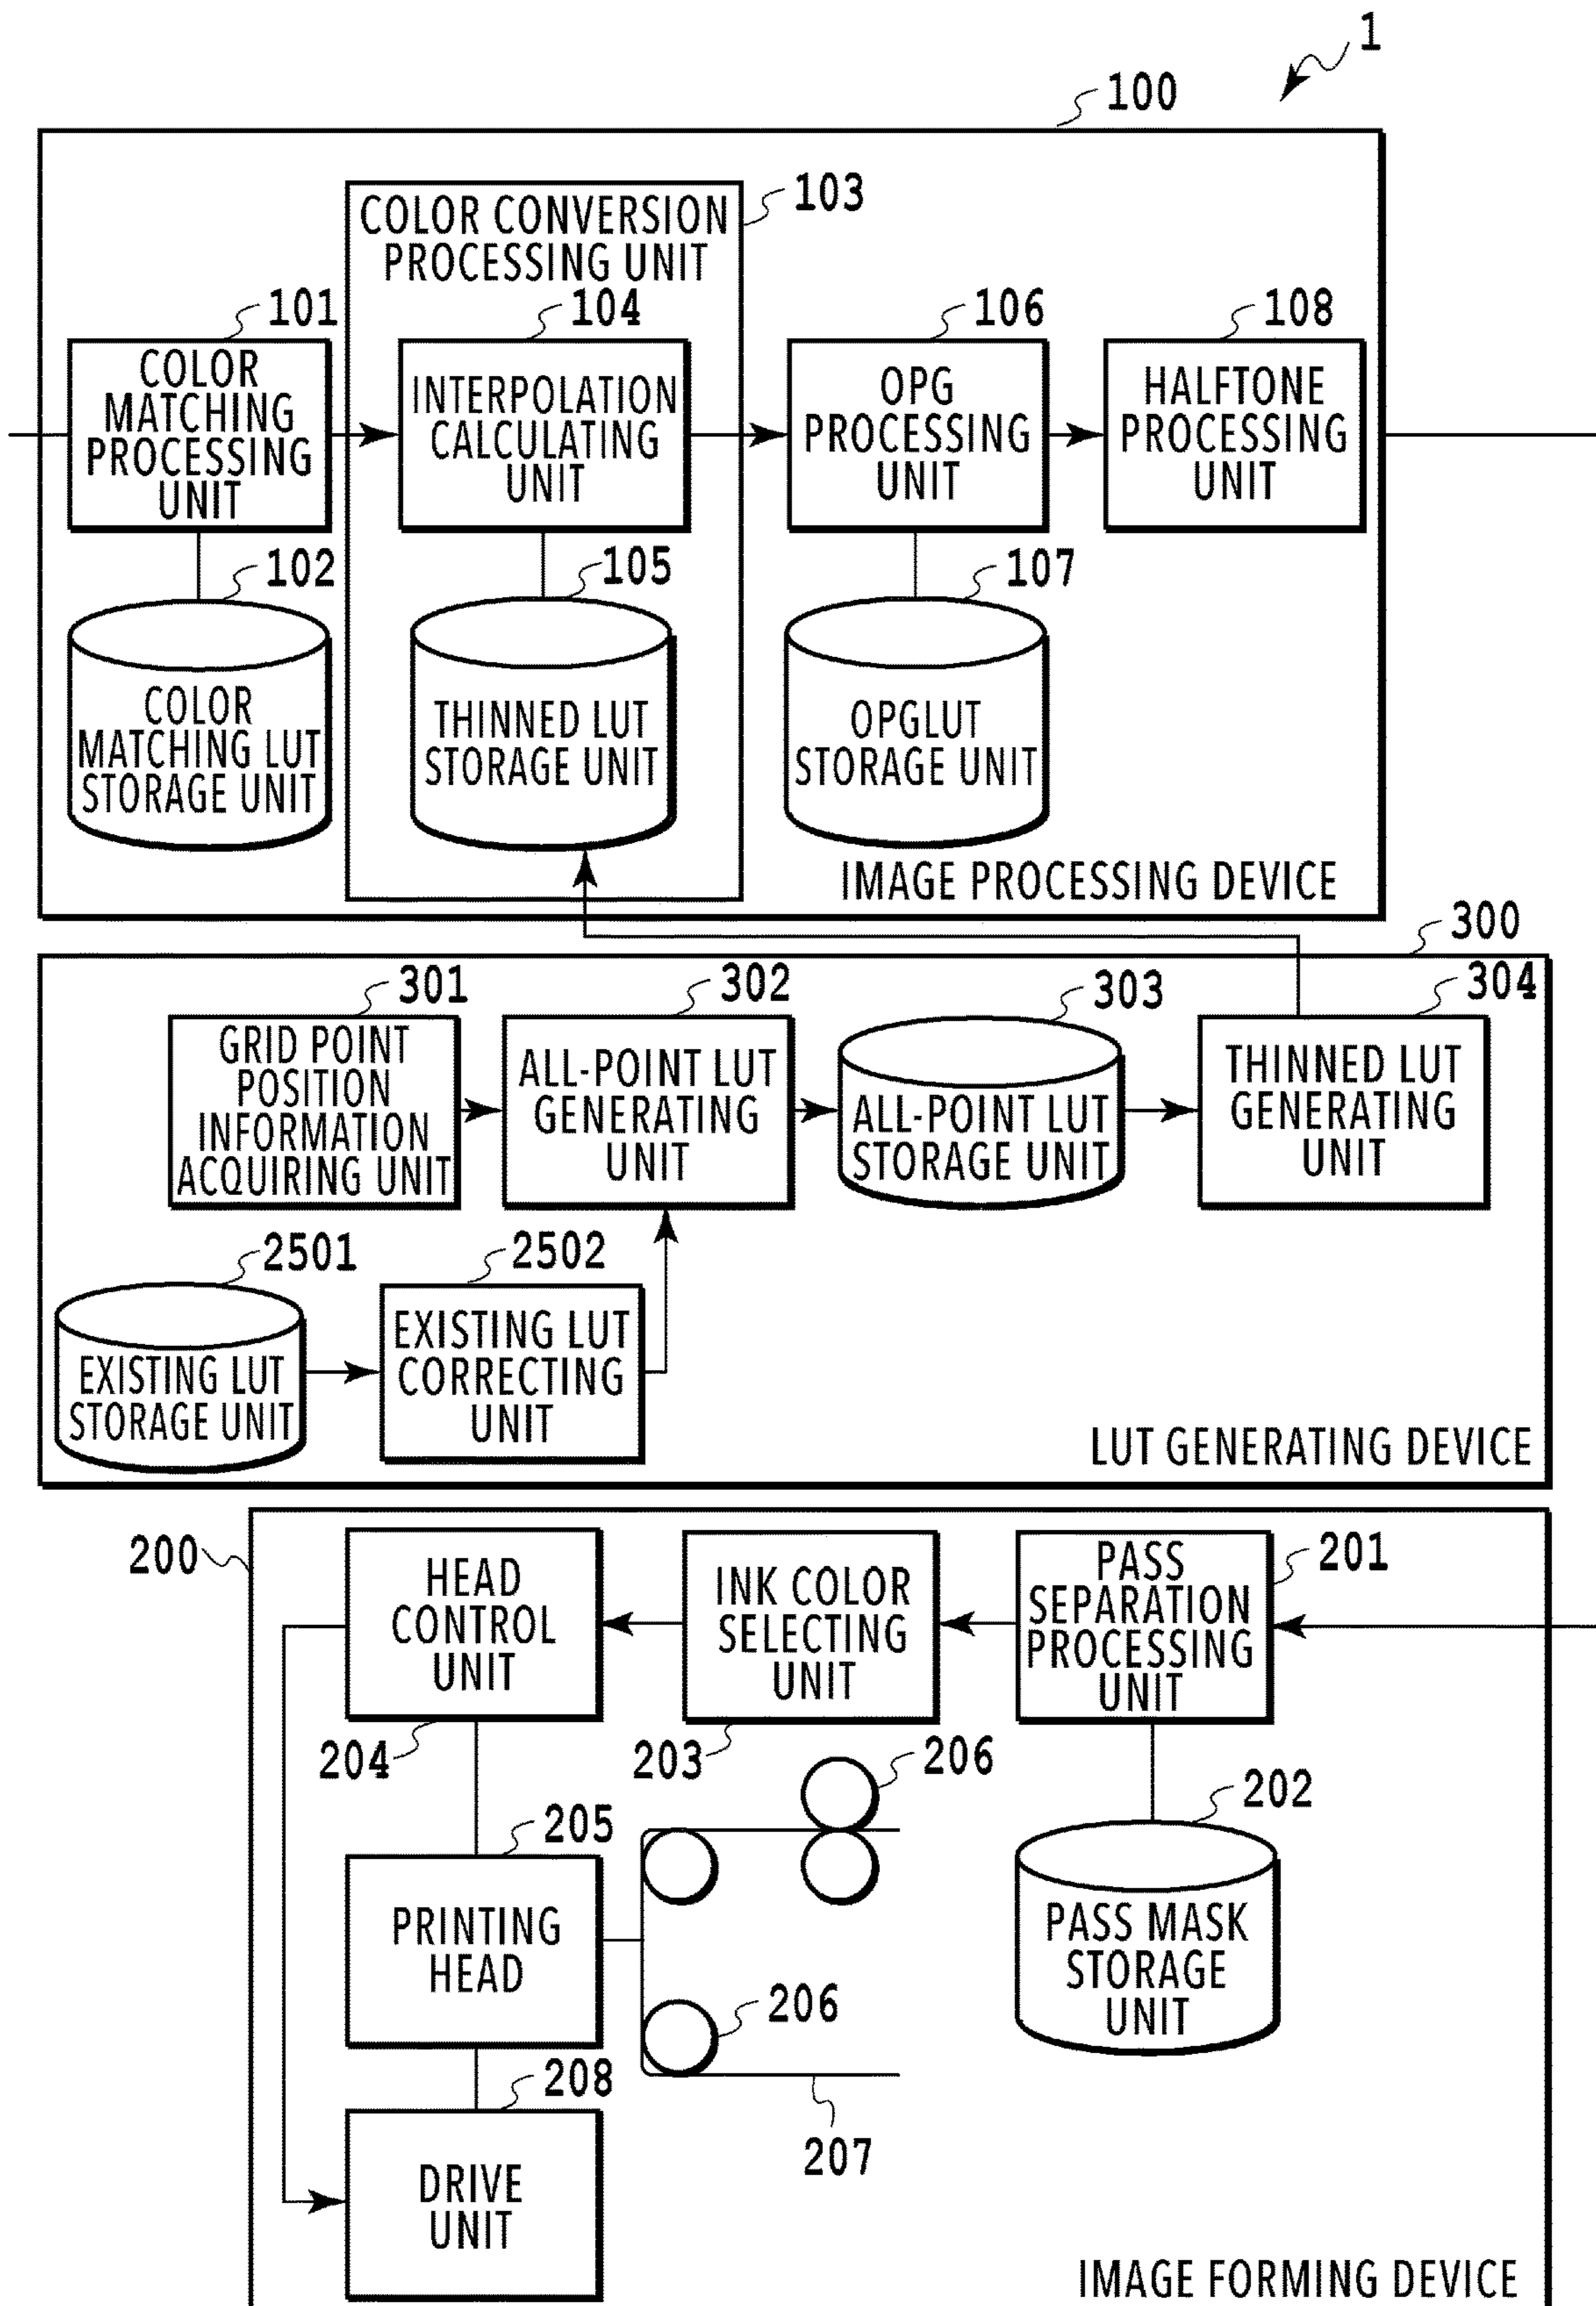 1
100
103
COLOR CONVERSION
PROCESSING UNIT
101
104
106
108
COLOR
MATCHING
PROCESSING
UNIT
INTERPOLATION
CALCULATING
UNIT
OPG
PROCESSING
UNIT
HALFTONE
PROCESSING
UNIT
102
105
107
COLOR
MATCHING LUT
STORAGE UNIT
THINNED LUT
STORAGE UNIT
OPGLUT
STORAGE UNIT
IMAGE PROCESSING DEVICE
300
301
302
303
304
GRID POINT
POSITION
INFORMATION
ACQUIRING UNIT
ALL-POINT LUT
GENERATING
UNIT
ALL-POINT LUT
STORAGE UNIT
THINNED LUT
GENERATING
UNIT
2501
2502
EXISTING LUT
STORAGE UNIT
EXISTING LUT
CORRECTING
UNIT
LUT GENERATING DEVICE
200
HEAD
CONTROL
UNIT
INK COLOR
SELECTING
UNIT
PASS
SEPARATION
PROCESSING
UNIT
201
204
203
206
202
205
PRINTING
HEAD
PASS MASK
STORAGE
UNIT
206
208
207
DRIVE
UNIT
IMAGE FORMING DEVICE